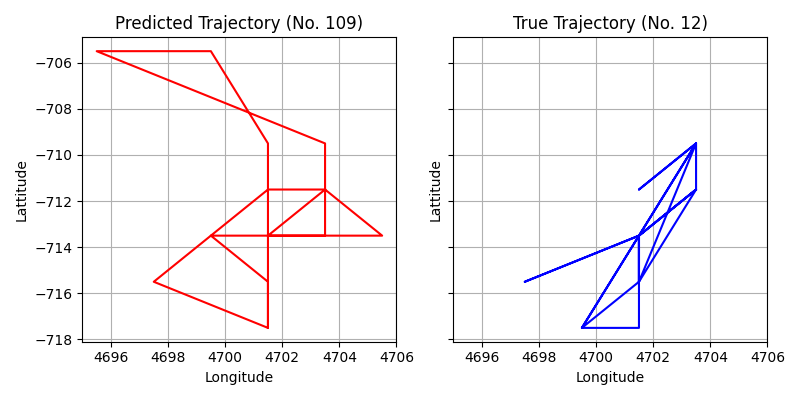 Predicted Trajectory (No. 109)
−706
−708
−710
−712
−714
−716
−718
Lattitude
4696 4698 4700 4702 4704 4706
Longitude
True Trajectory (No. 12)
Lattitude
4696 4698 4700 4702 4704 4706
Longitude